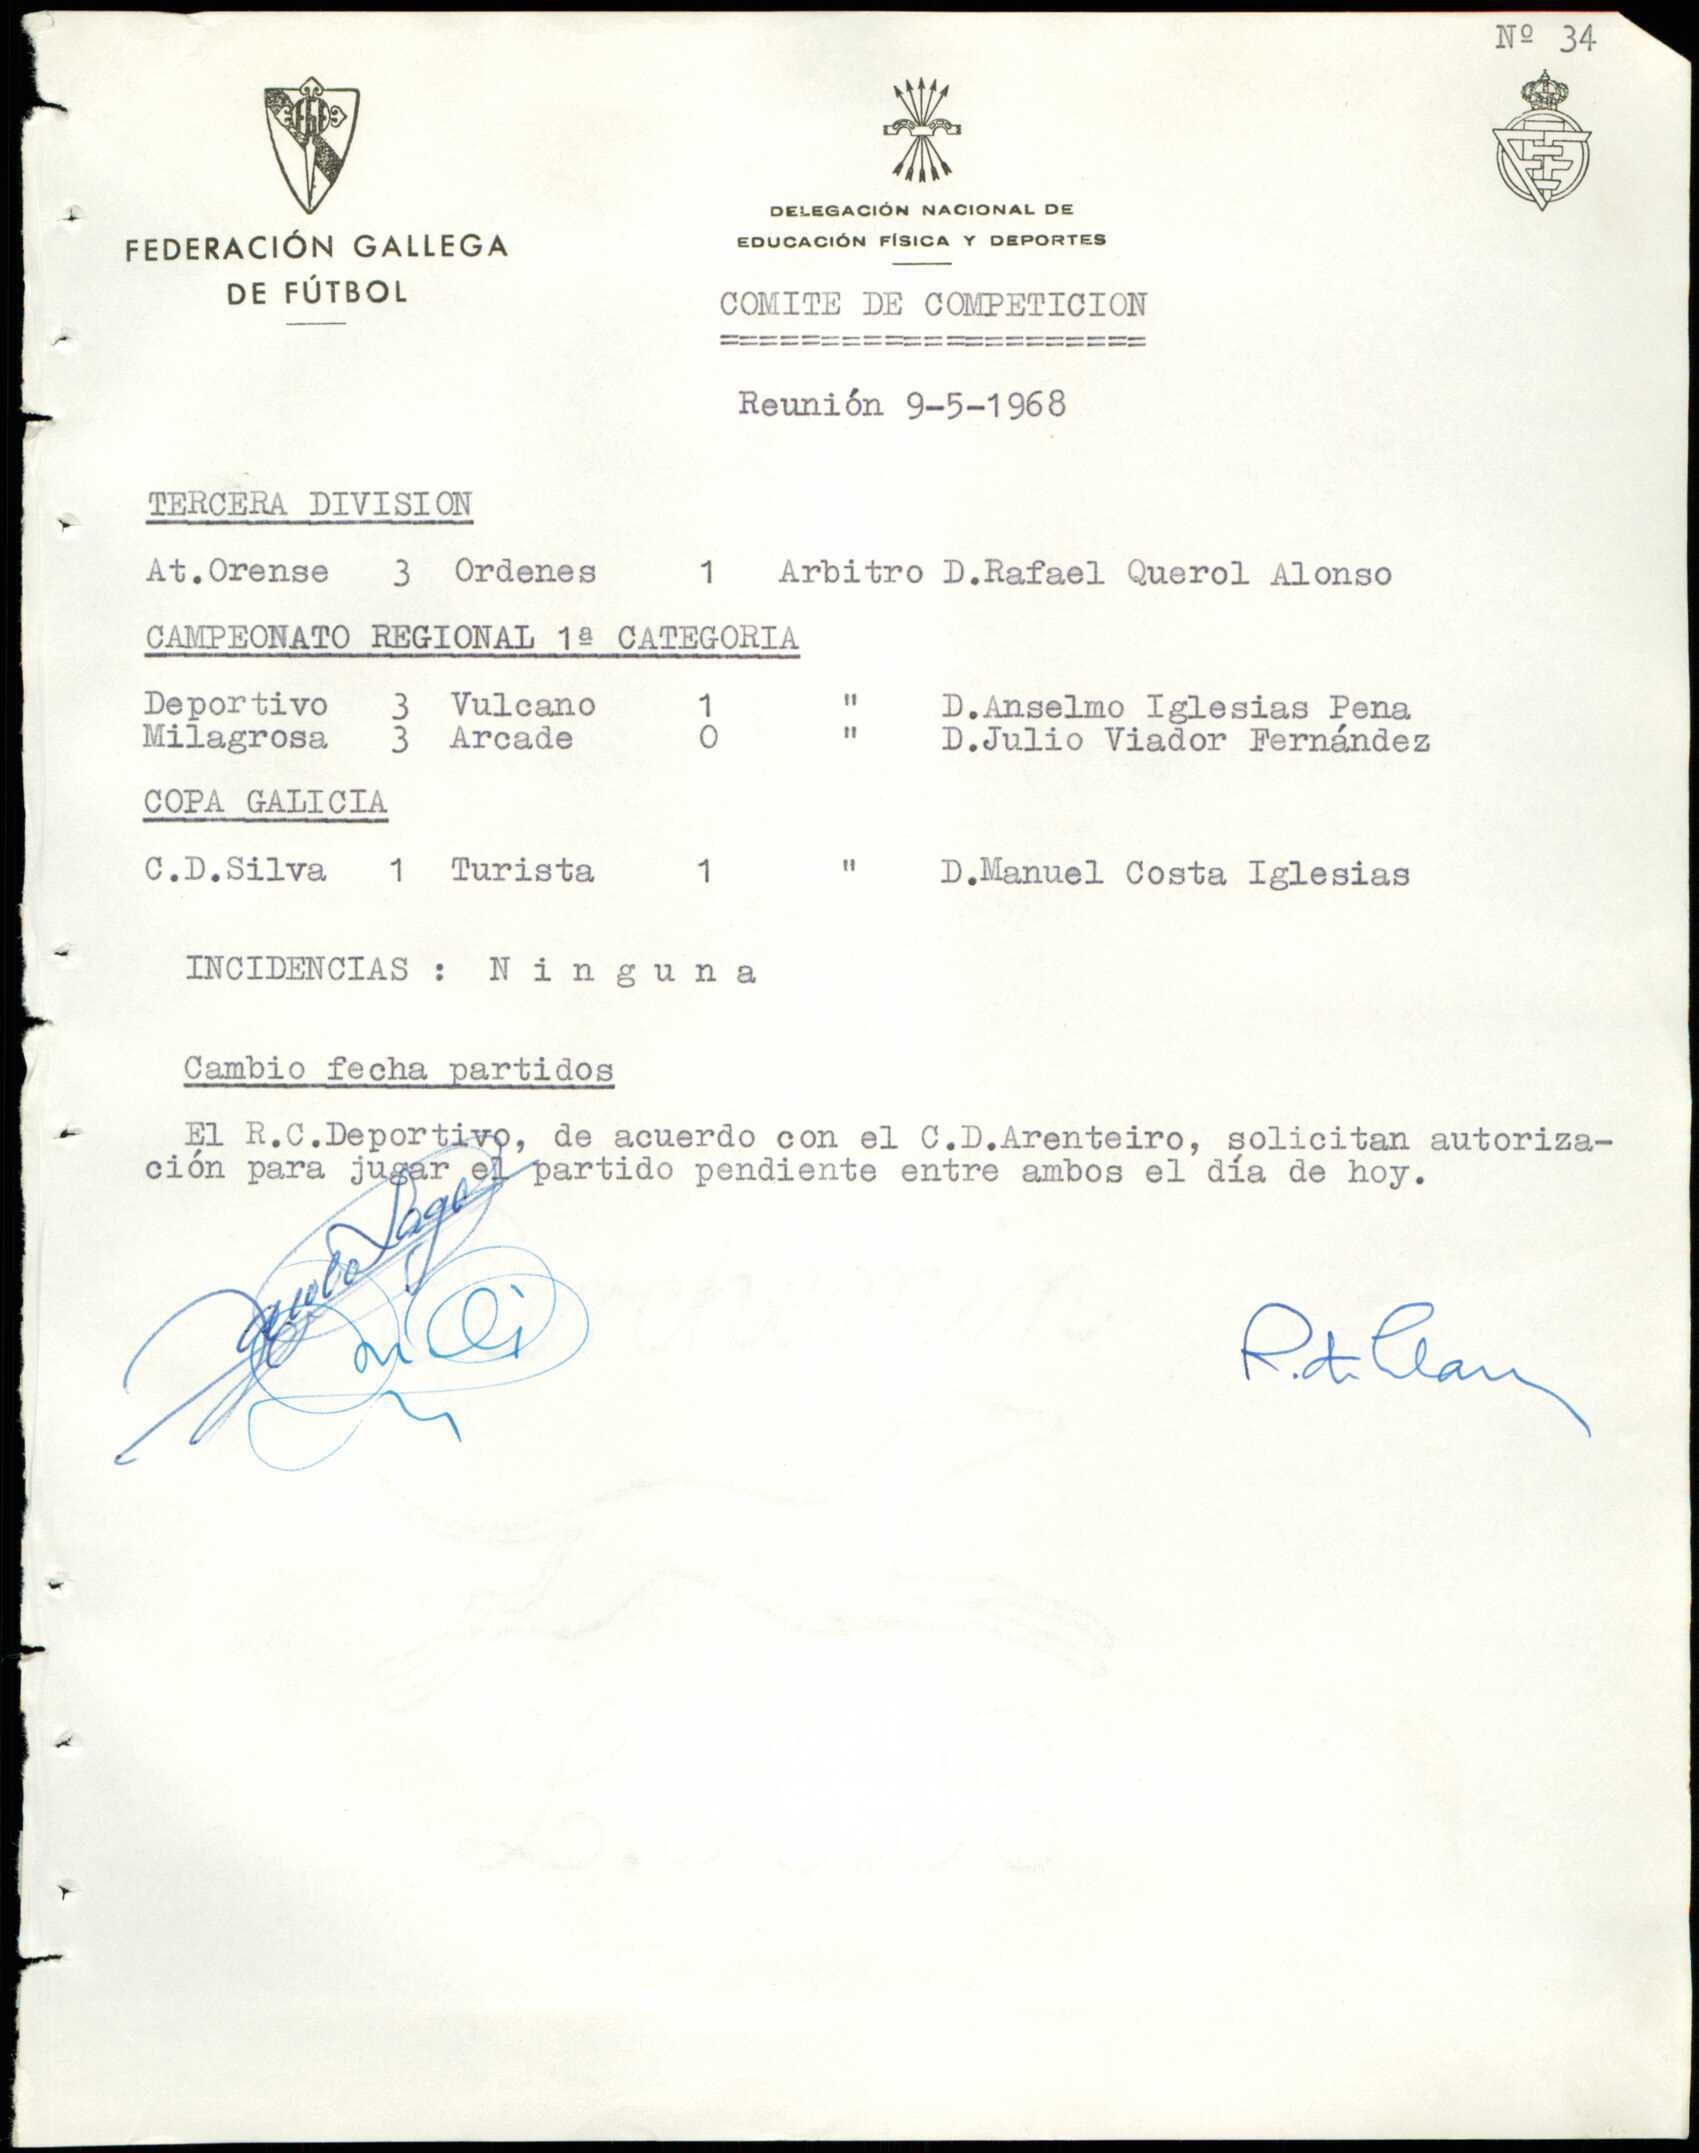 Nº 34
FEDERACIÓN GALLEGA
DE FÚTBOL
DELEGACIÓN NACIONAL DE
EDUCACIÓN FÍSICA Y DEPORTES
COMITE DE COMPETICION
=====================
Reunión 9-5-1968
TERCERA DIVISION
At.Orense 3 Ordenes 1 Arbitro D.Rafael Querol Alonso
CAMPEONATO REGIONAL 1ª CATEGORIA
Deportivo 3 Vulcano 1 " D.Anselmo Iglesias Pena
Milagrosa 3 Arcade 0 " D.Julio Viador Fernández
COPA GALICIA
C.D.Silva 1 Turista 1 " D.Manuel Costa Iglesias
INCIDENCIAS : N i n g u n a
Cambio fecha partidos
El R.C.Deportivo, de acuerdo con el C.D.Arenteiro, solicitan autoriza-
ción para jugar el partido pendiente entre ambos el día de hoy.